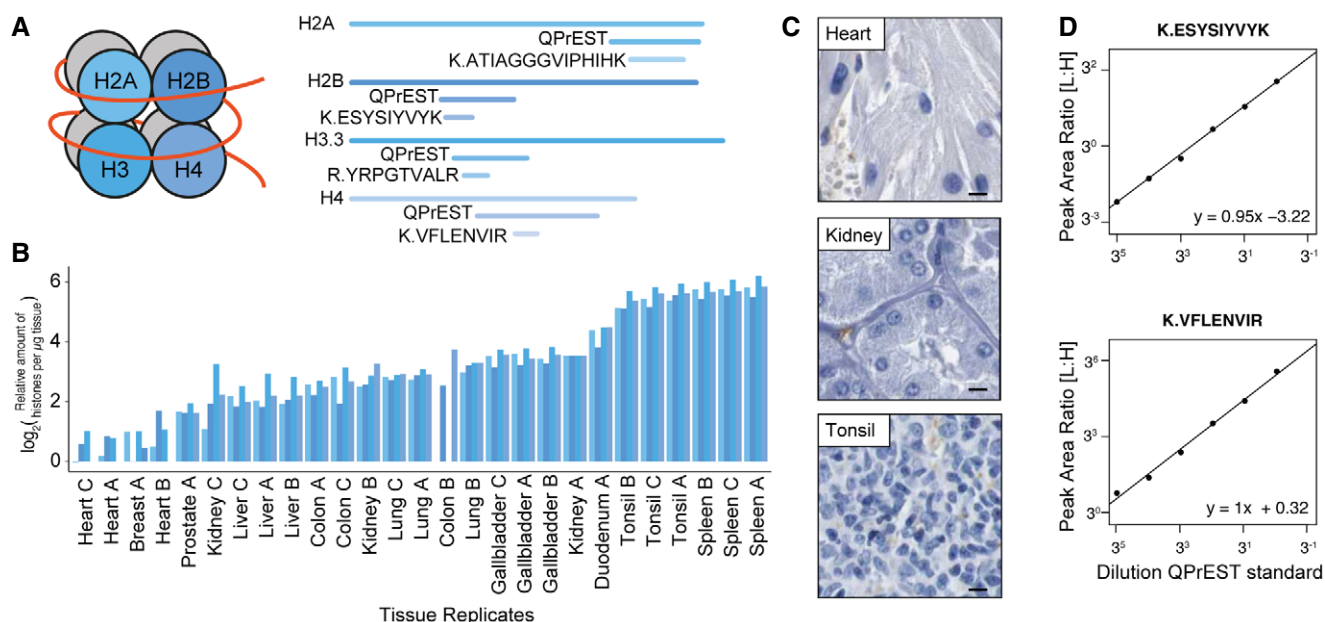 A
H2A
H2B
H3
H4
H2A
QPrEST
K.ATIAGGGVIPHIHK
H2B
QPrEST
K.ESYSIYVYK
H3.3
QPrEST
R.YRPGTVALR
H4
QPrEST
K.VFLENVIR
B
log2( Relative amount of
histones per µg tissue )
6
4
2
0
Heart C
Heart A
Breast A
Heart B
Prostate A
Kidney C
Liver C
Liver A
Liver B
Colon A
Colon C
Kidney B
Lung C
Lung A
Colon B
Lung B
Gallbladder C
Gallbladder A
Gallbladder B
Kidney A
Duodenum A
Tonsil B
Tonsil C
Tonsil A
Spleen B
Spleen C
Spleen A
Tissue Replicates
C
Heart
Kidney
Tonsil
D
K.ESYSIYVYK
Peak Area Ratio [L:H]
3²
3⁰
3⁻³
y = 0.95x −3.22
3⁵ 3³ 3¹ 3⁻¹
K.VFLENVIR
Peak Area Ratio [L:H]
3⁶
3³
3⁰
y = 1x + 0.32
3⁵ 3³ 3¹ 3⁻¹
Dilution QPrEST standard